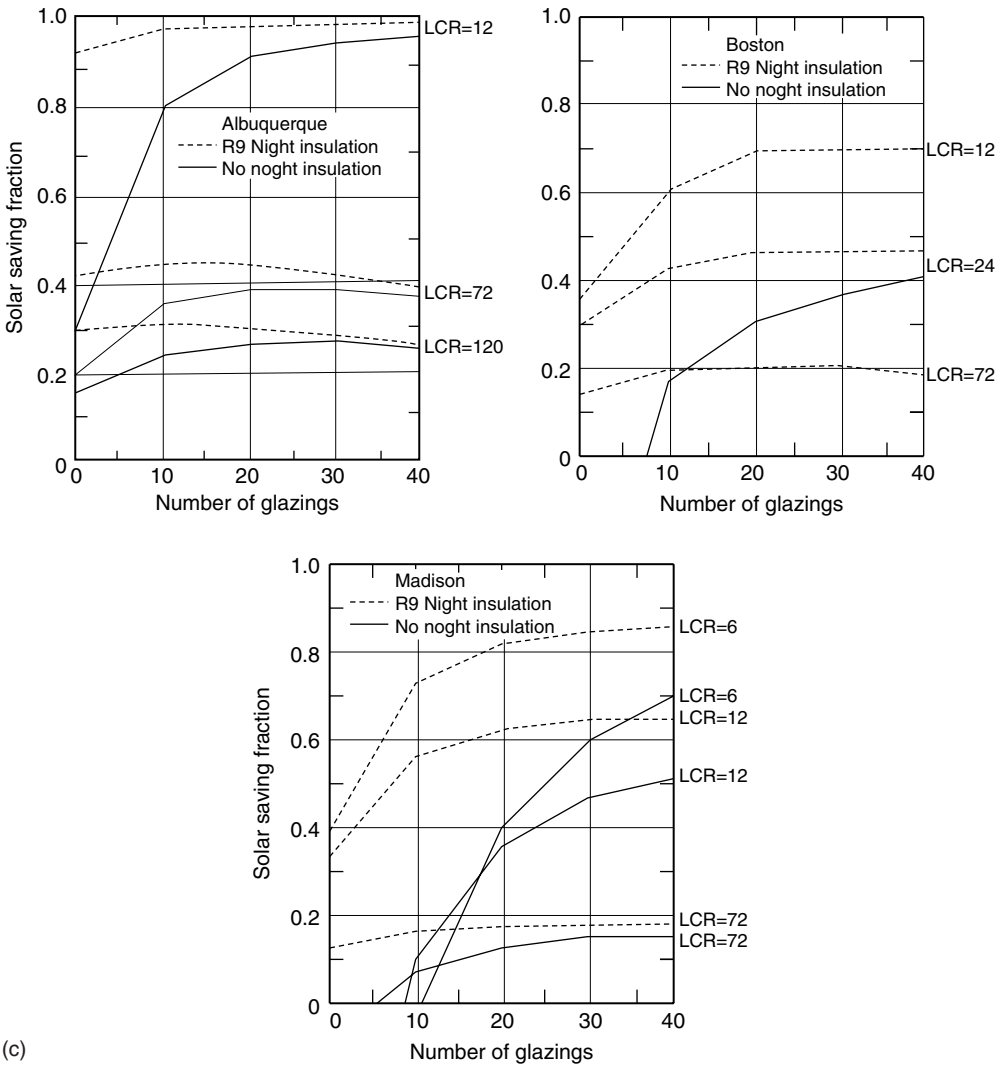 1.0
0.8
0.6
0.4
0.2
0
Solar saving fraction
Albuquerque
R9 Night insulation
No noght insulation
LCR=12
LCR=72
LCR=120
0 10 20 30 40
Number of glazings
1.0
0.8
0.6
0.4
0.2
0
Solar saving fraction
Boston
R9 Night insulation
No noght insulation
LCR=12
LCR=24
LCR=72
0 10 20 30 40
Number of glazings
1.0
0.8
0.6
0.4
0.2
0
Solar saving fraction
Madison
R9 Night insulation
No noght insulation
LCR=6
LCR=6
LCR=12
LCR=12
LCR=72
LCR=72
0 10 20 30 40
Number of glazings
(c)